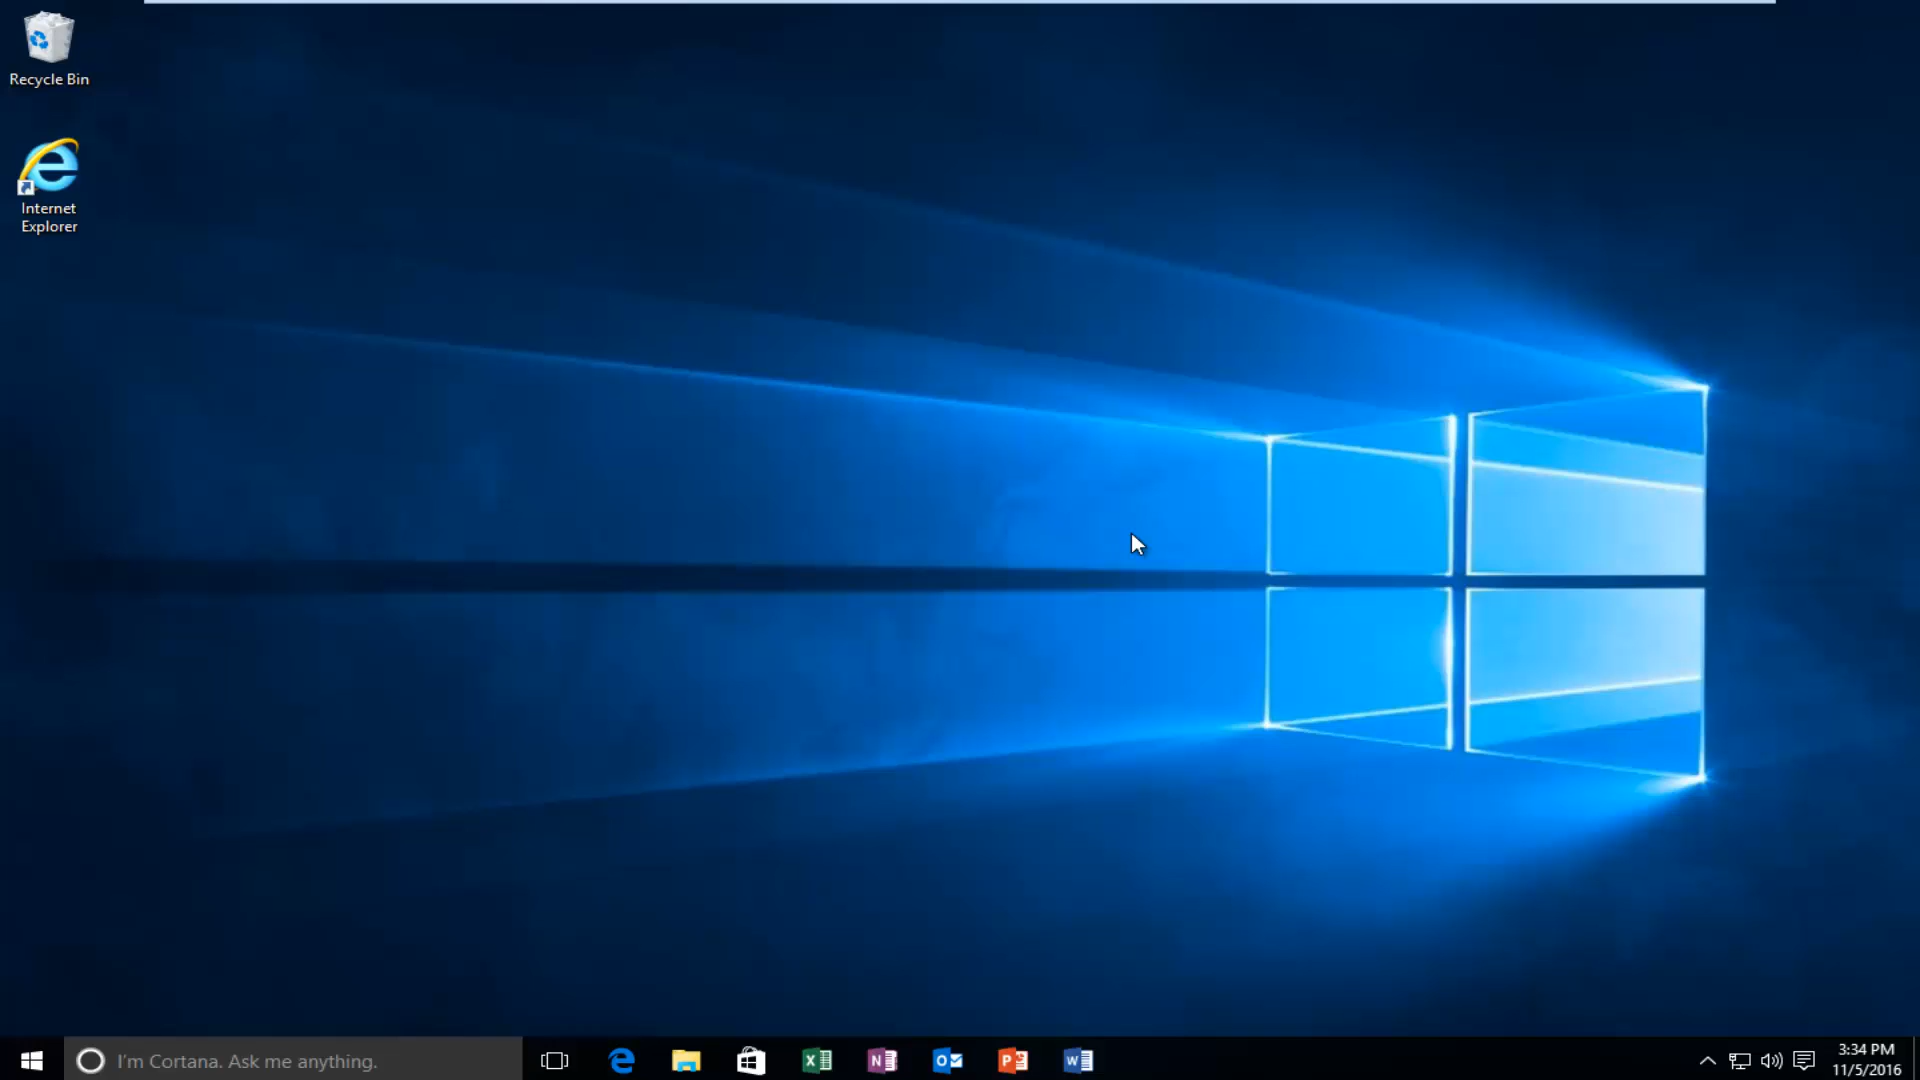 Recycle Bin
Internet
Explorer
I'm Cortana. Ask me anything.
3:34 PM
11/5/2016